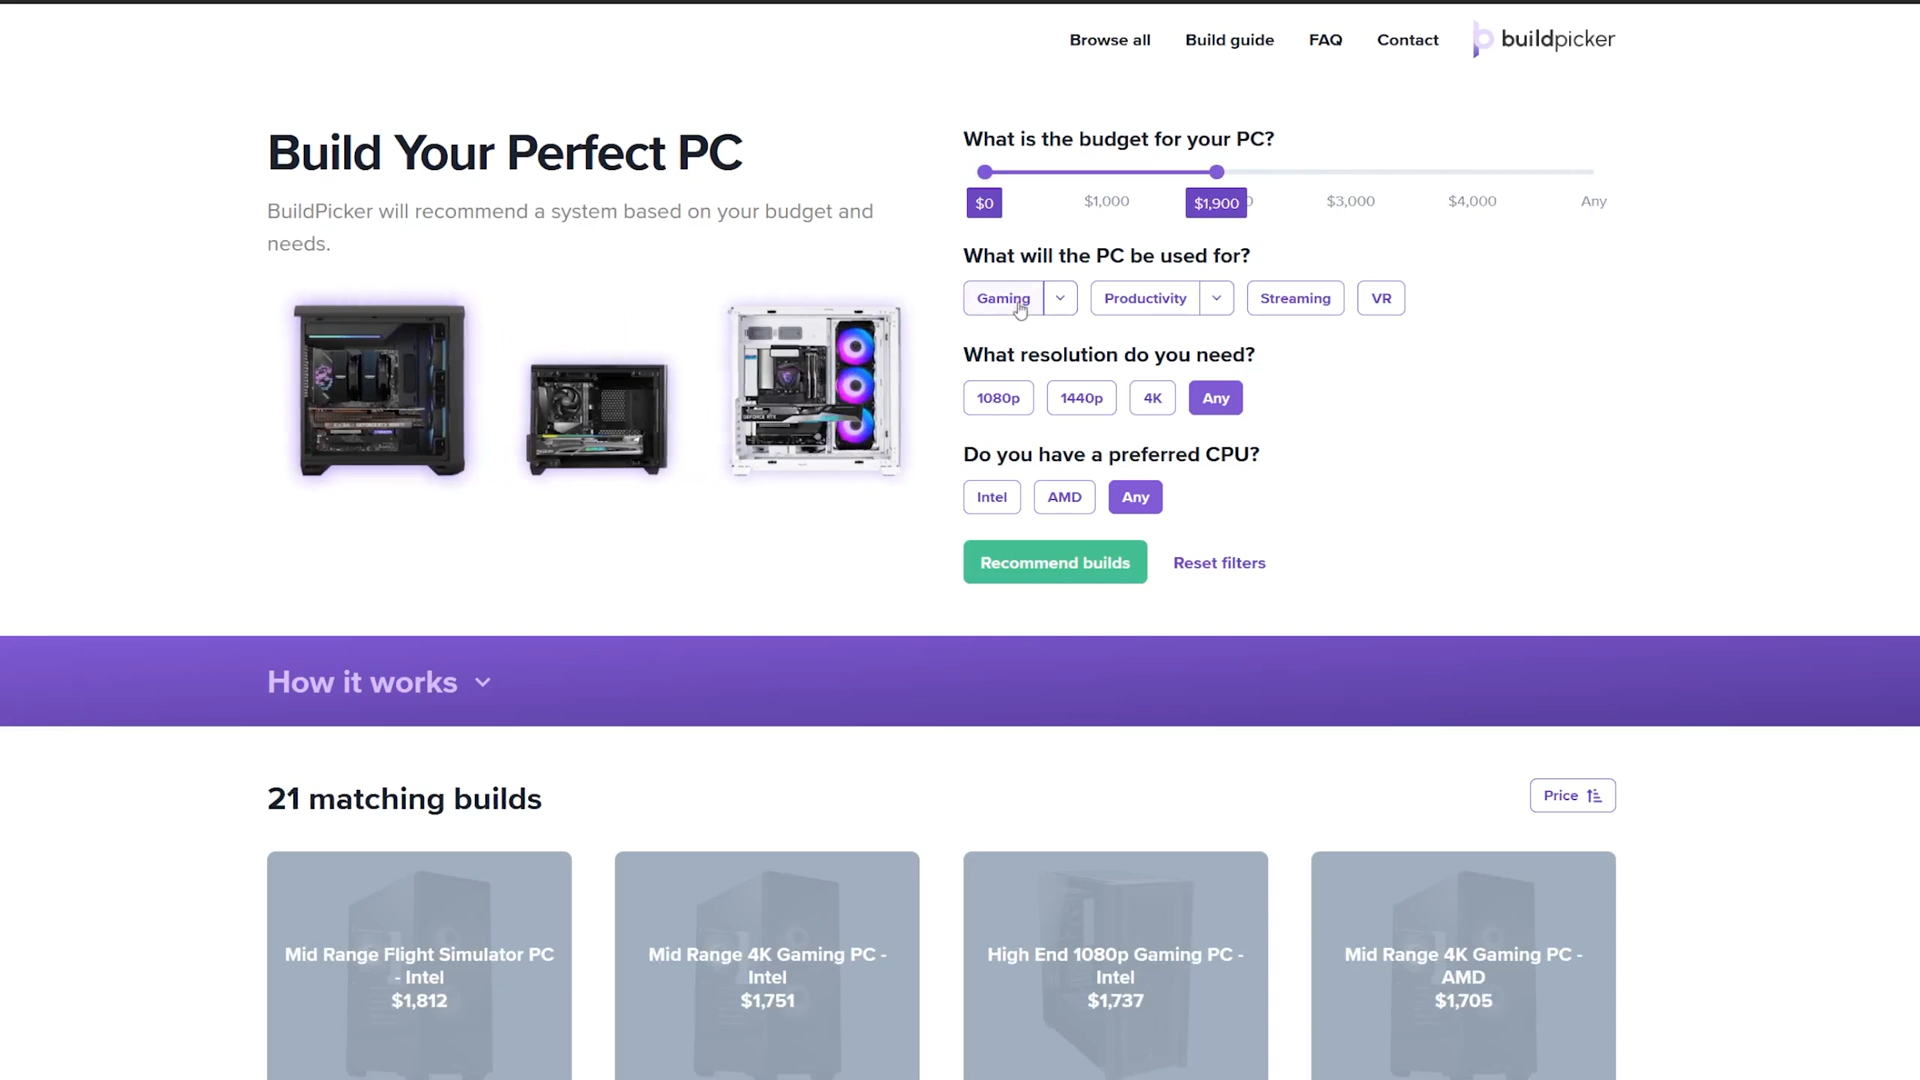 Browse all
Build guide
FAQ
Contact
buildpicker
Build Your Perfect PC
BuildPicker will recommend a system based on your budget and
needs.
What is the budget for your PC?
$0
$1,000
$1,900
$3,000
$4,000
Any
What will the PC be used for?
Gaming
Productivity
Streaming
VR
What resolution do you need?
1080p
1440p
4K
Any
Do you have a preferred CPU?
Intel
AMD
Any
Recommend builds
Reset filters
How it works
21 matching builds
Price
Mid Range Flight Simulator PC
- Intel
$1,812
Mid Range 4K Gaming PC -
Intel
$1,751
High End 1080p Gaming PC -
Intel
$1,737
Mid Range 4K Gaming PC -
AMD
$1,705